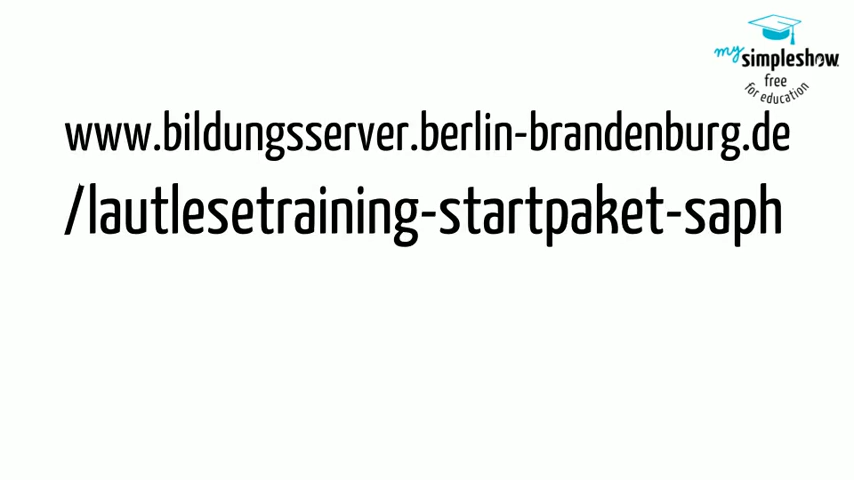 my
simpleshow
free
for education
www.bildungsserver.berlin-brandenburg.de
/lautlesetraining-startpaket-saph